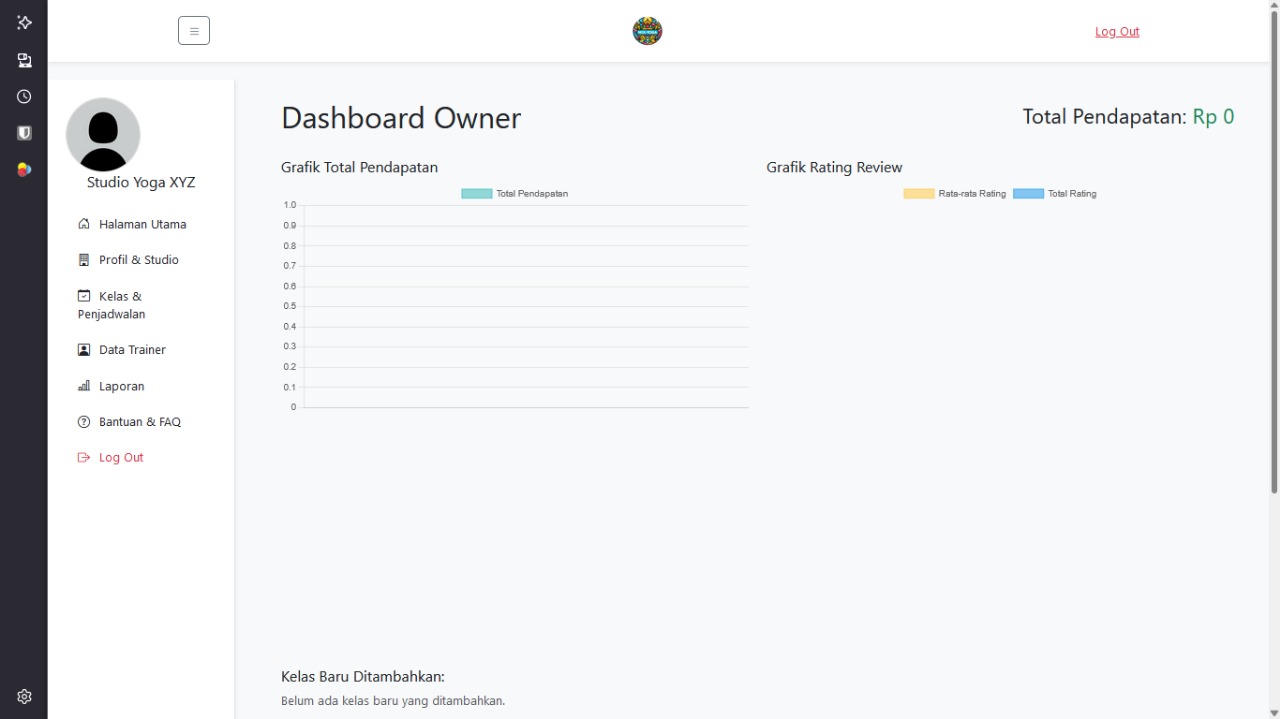 Log Out
Studio Yoga XYZ
Halaman Utama
Profil & Studio
Kelas &
Penjadwalan
Data Trainer
Laporan
Bantuan & FAQ
Log Out
Dashboard Owner
Total Pendapatan: Rp 0
Grafik Total Pendapatan
Total Pendapatan
1.0
0.9
0.8
0.7
0.6
0.5
0.4
0.3
0.2
0.1
0
Grafik Rating Review
Rata-rata Rating Total Rating
Kelas Baru Ditambahkan:
Belum ada kelas baru yang ditambahkan.